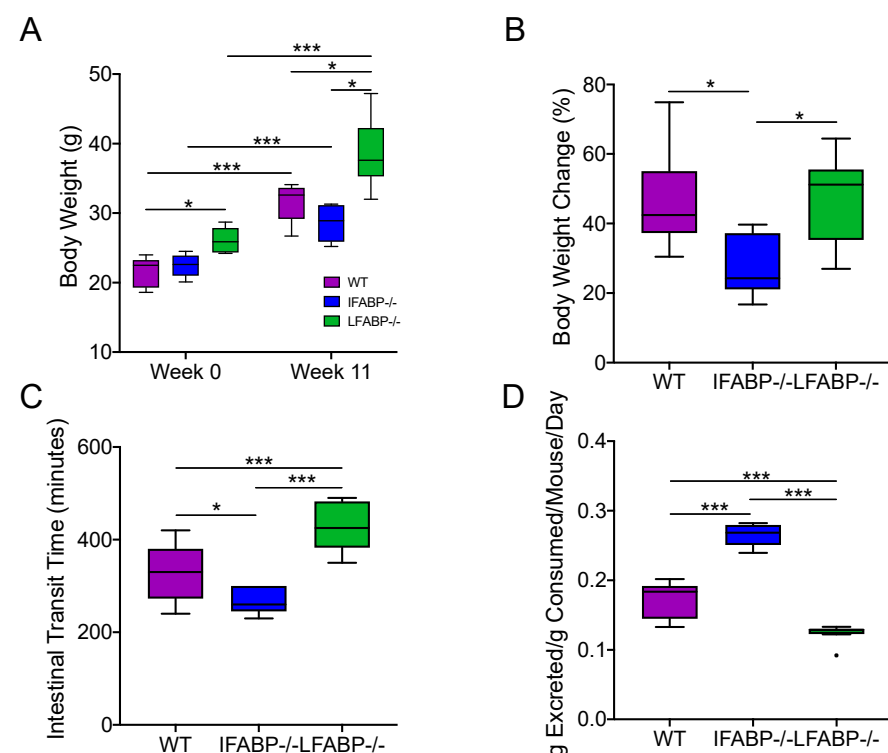 A
Body Weight (g)
50
40
30
20
10
***
*
*
***
***
*
WT
IFABP-/-
LFABP-/-
Week 0
Week 11
B
Body Weight Change (%)
80
60
40
20
0
*
*
WT
IFABP-/-
LFABP-/-
C
Intestinal Transit Time (minutes)
600
400
200
0
***
***
*
WT
IFABP-/-
LFABP-/-
D
g Excreted/g Consumed/Mouse/Day
0.4
0.3
0.2
0.1
0.0
***
***
***
WT
IFABP-/-
LFABP-/-